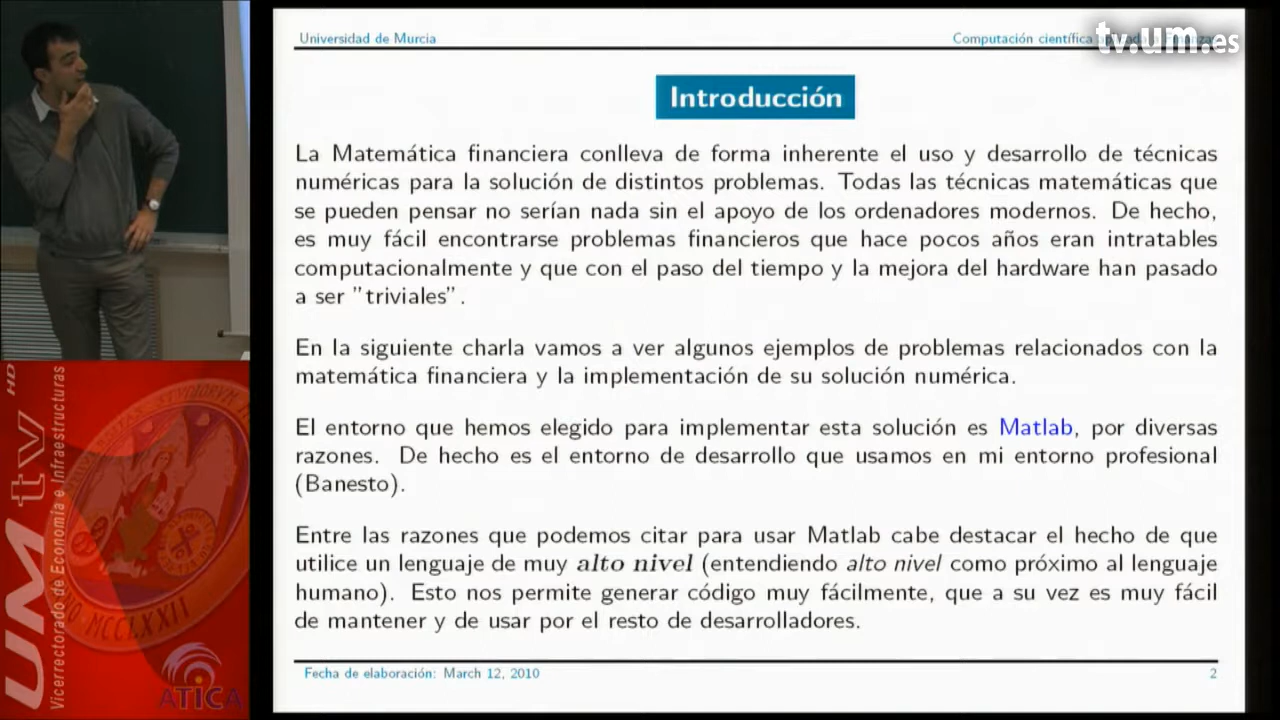 Universidad de Murcia
Computación científica
tv.um.es
Introducción
La Matemática financiera conlleva de forma inherente el uso y desarrollo de técnicas
numéricas para la solución de distintos problemas. Todas las técnicas matemáticas que
se pueden pensar no serían nada sin el apoyo de los ordenadores modernos. De hecho,
es muy fácil encontrarse problemas financieros que hace pocos años eran intratables
computacionalmente y que con el paso del tiempo y la mejora del hardware han pasado
a ser "triviales".
En la siguiente charla vamos a ver algunos ejemplos de problemas relacionados con la
matemática financiera y la implementación de su solución numérica.
El entorno que hemos elegido para implementar esta solución es Matlab, por diversas
razones. De hecho es el entorno de desarrollo que usamos en mi entorno profesional
(Banesto).
Entre las razones que podemos citar para usar Matlab cabe destacar el hecho de que
utilice un lenguaje de muy alto nivel (entendiendo alto nivel como próximo al lenguaje
humano). Esto nos permite generar código muy fácilmente, que a su vez es muy fácil
de mantener y de usar por el resto de desarrolladores.
Fecha de elaboración: March 12, 2010
2
UMtv HD
Vicerrectorado de Economía e Infraestructuras
MCCLXXII
ATICA